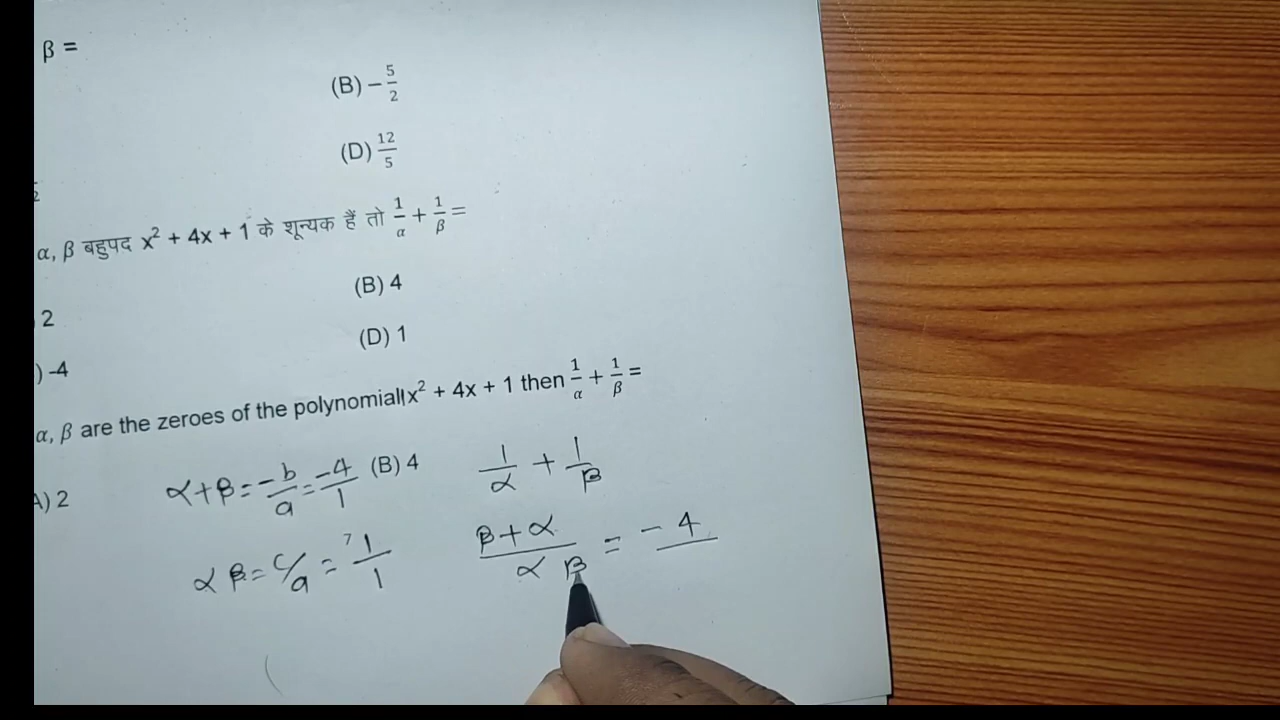 β =
(B) − 5/2
(D) 12/5
2
α, β बहुपद x² + 4x + 1 के शून्यक हैं तो 1/α + 1/β =
(B) 4
2
(D) 1
) -4
α, β are the zeroes of the polynomial x² + 4x + 1 then 1/α + 1/β =
A) 2
α+β = -b/a = -4/1
(B) 4
1/α + 1/β
αβ = c/a = 1/1
β+α/αβ = -4